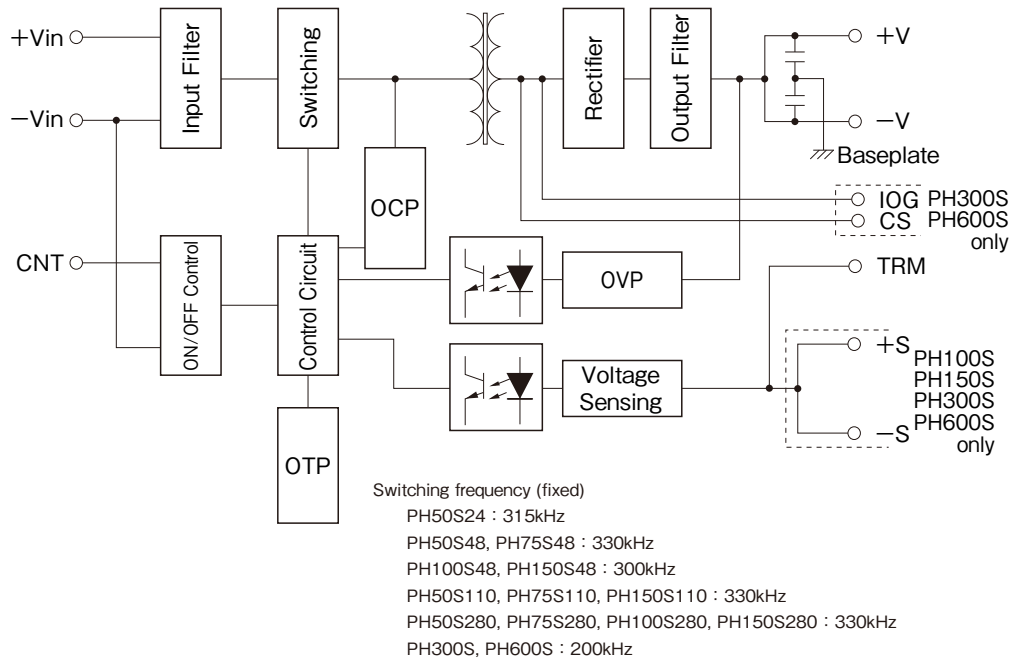 +Vin
−Vin
CNT
Input Filter
Switching
Rectifier
Output Filter
+V
−V
Baseplate
OCP
IOG
CS
PH300S
PH600S
only
TRM
ON/OFF Control
Control Circuit
OVP
Voltage
Sensing
+S
−S
PH100S
PH150S
PH300S
PH600S
only
OTP
Switching frequency (fixed)
PH50S24 : 315kHz
PH50S48, PH75S48 : 330kHz
PH100S48, PH150S48 : 300kHz
PH50S110, PH75S110, PH150S110 : 330kHz
PH50S280, PH75S280, PH100S280, PH150S280 : 330kHz
PH300S, PH600S : 200kHz